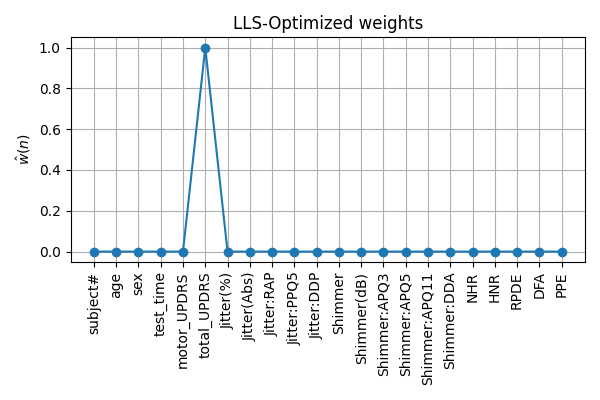 LLS-Optimized weights
ŵ(n)
1.0
0.8
0.6
0.4
0.2
0.0
subject#
age
sex
test_time
motor_UPDRS
total_UPDRS
Jitter(%)
Jitter(Abs)
Jitter:RAP
Jitter:PPQ5
Jitter:DDP
Shimmer
Shimmer(dB)
Shimmer:APQ3
Shimmer:APQ5
Shimmer:APQ11
Shimmer:DDA
NHR
HNR
RPDE
DFA
PPE